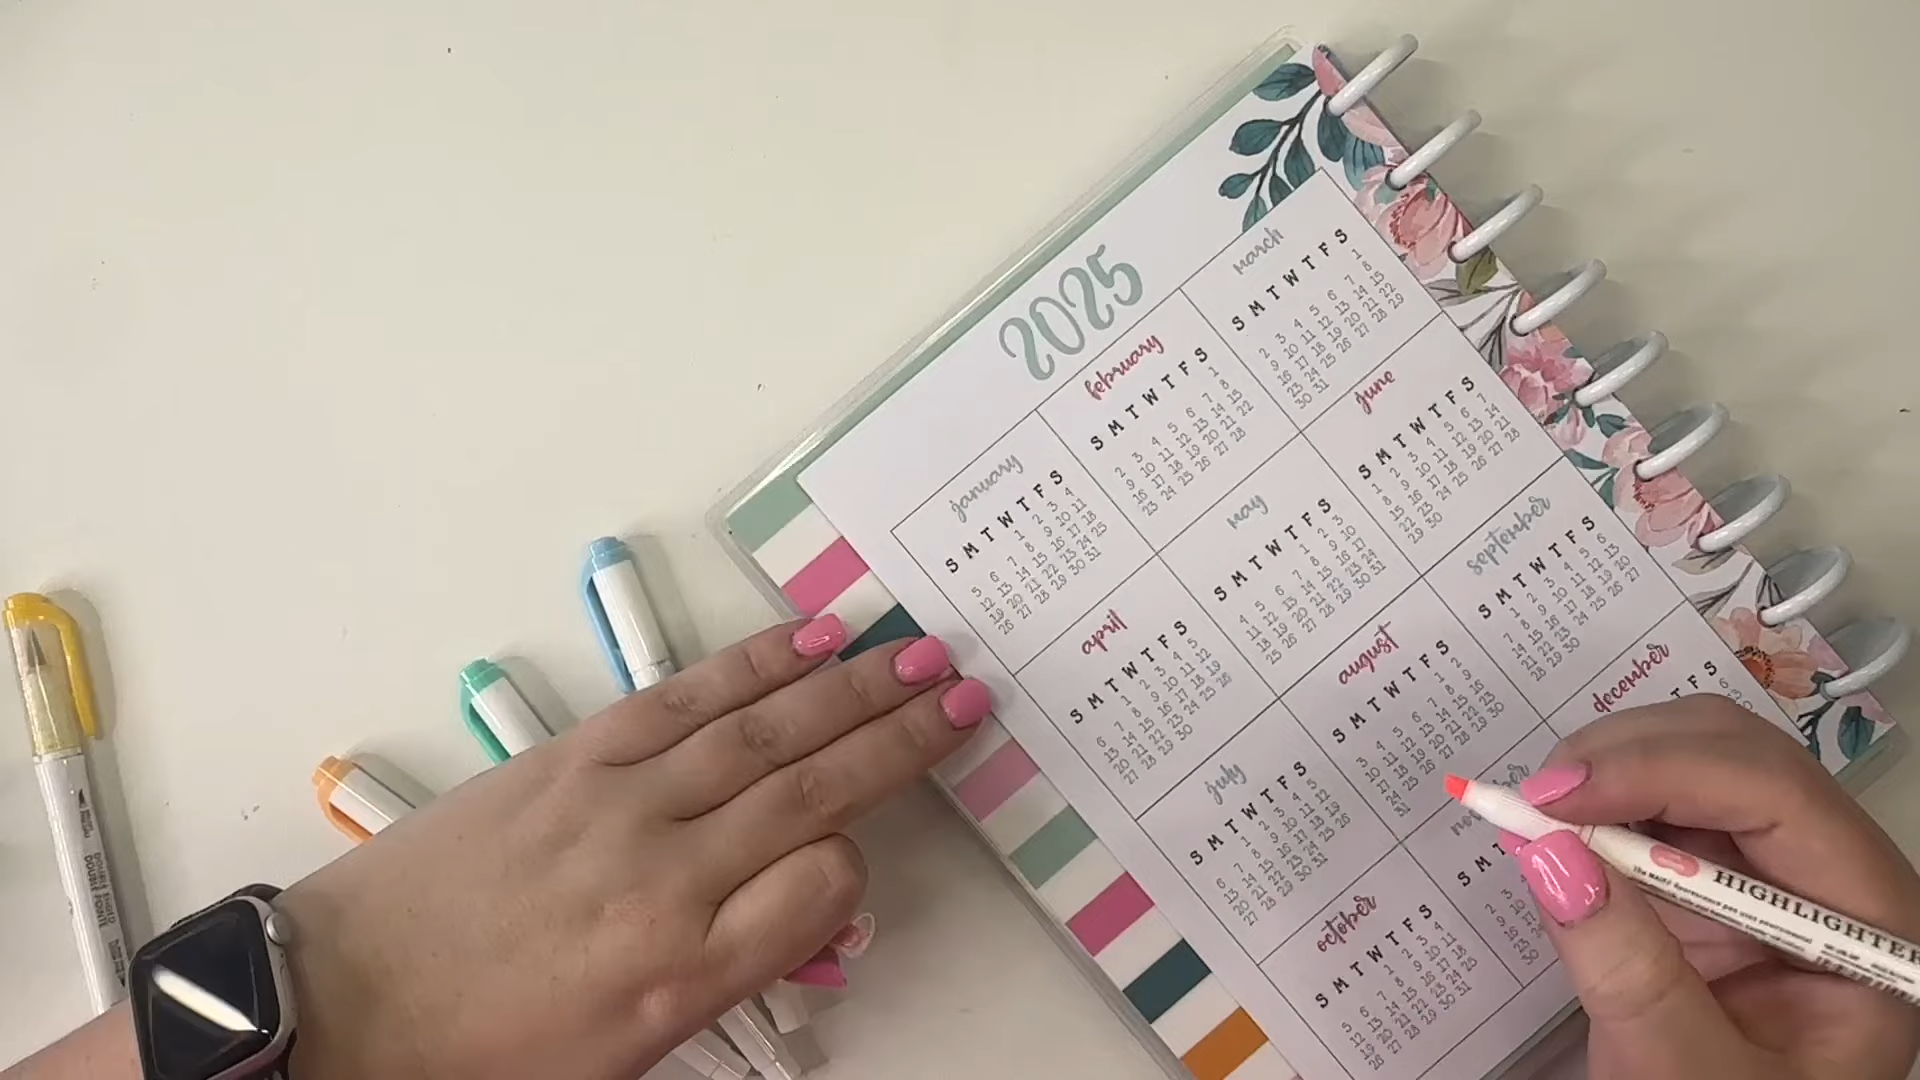 2025
january
S M T W T F S
1 2 3 4
5 6 7 8 9 10 11
12 13 14 15 16 17 18
19 20 21 22 23 24 25
26 27 28 29 30 31
february
S M T W T F S
1
2 3 4 5 6 7 8
9 10 11 12 13 14 15
16 17 18 19 20 21 22
23 24 25 26 27 28
march
S M T W T F S
1
2 3 4 5 6 7 8
9 10 11 12 13 14 15
16 17 18 19 20 21 22
23 24 25 26 27 28 29
30 31
april
S M T W T F S
1 2 3 4 5
6 7 8 9 10 11 12
13 14 15 16 17 18 19
20 21 22 23 24 25 26
27 28 29 30
may
S M T W T F S
1 2 3
4 5 6 7 8 9 10
11 12 13 14 15 16 17
18 19 20 21 22 23 24
25 26 27 28 29 30 31
june
S M T W T F S
1 2 3 4 5 6 7
8 9 10 11 12 13 14
15 16 17 18 19 20 21
22 23 24 25 26 27 28
29 30
july
S M T W T F S
1 2 3 4 5
6 7 8 9 10 11 12
13 14 15 16 17 18 19
20 21 22 23 24 25 26
27 28 29 30 31
august
S M T W T F S
1 2
3 4 5 6 7 8 9
10 11 12 13 14 15 16
17 18 19 20 21 22 23
24 25 26 27 28 29 30
31
september
S M T W T F S
1 2 3 4 5 6
7 8 9 10 11 12 13
14 15 16 17 18 19 20
21 22 23 24 25 26 27
28 29 30
october
S M T W T F S
1 2 3 4
5 6 7 8 9 10 11
12 13 14 15 16 17 18
19 20 21 22 23 24 25
26 27 28 29 30 31
S M T
2 3 4
9 10
16
23
30
december
T F S
6
HIGHLIGHTER
DOUBLE ENDED
DOUBLE POINTE